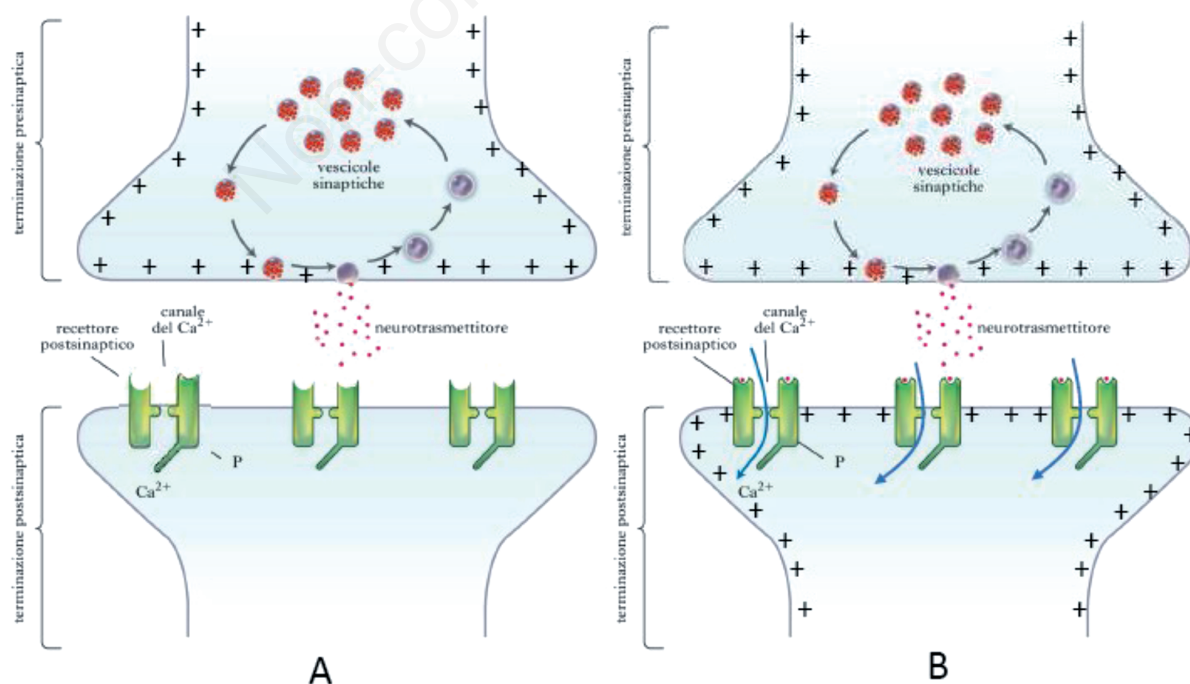 terminazione presinaptica
vescicole
sinaptiche
canale
del Ca²⁺
recettore
postsinaptico
neurotrasmettitore
P
Ca²⁺
terminazione postsinaptica
A
terminazione presinaptica
vescicole
sinaptiche
canale
del Ca²⁺
recettore
postsinaptico
neurotrasmettitore
P
Ca²⁺
terminazione postsinaptica
B